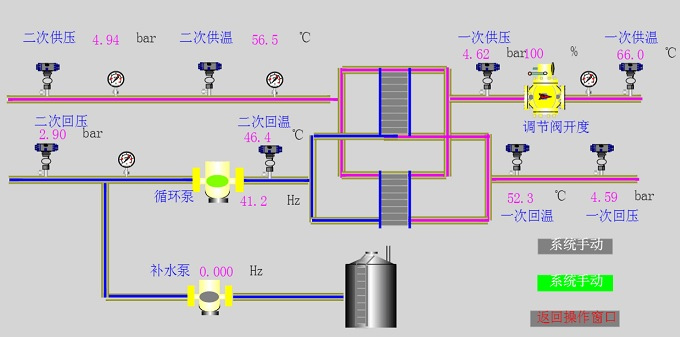 二次供压 4.94 bar 二次供温 56.5 ℃ 一次供压 4.62 bar 100 % 一次供温 66.0 ℃
调节阀开度
二次回压 2.90 bar 二次回温 46.4 ℃
循环泵 41.2 Hz 52.3 ℃ 4.59 bar
一次回温 一次回压
系统手动
补水泵 0.000 Hz
系统手动
返回操作窗口